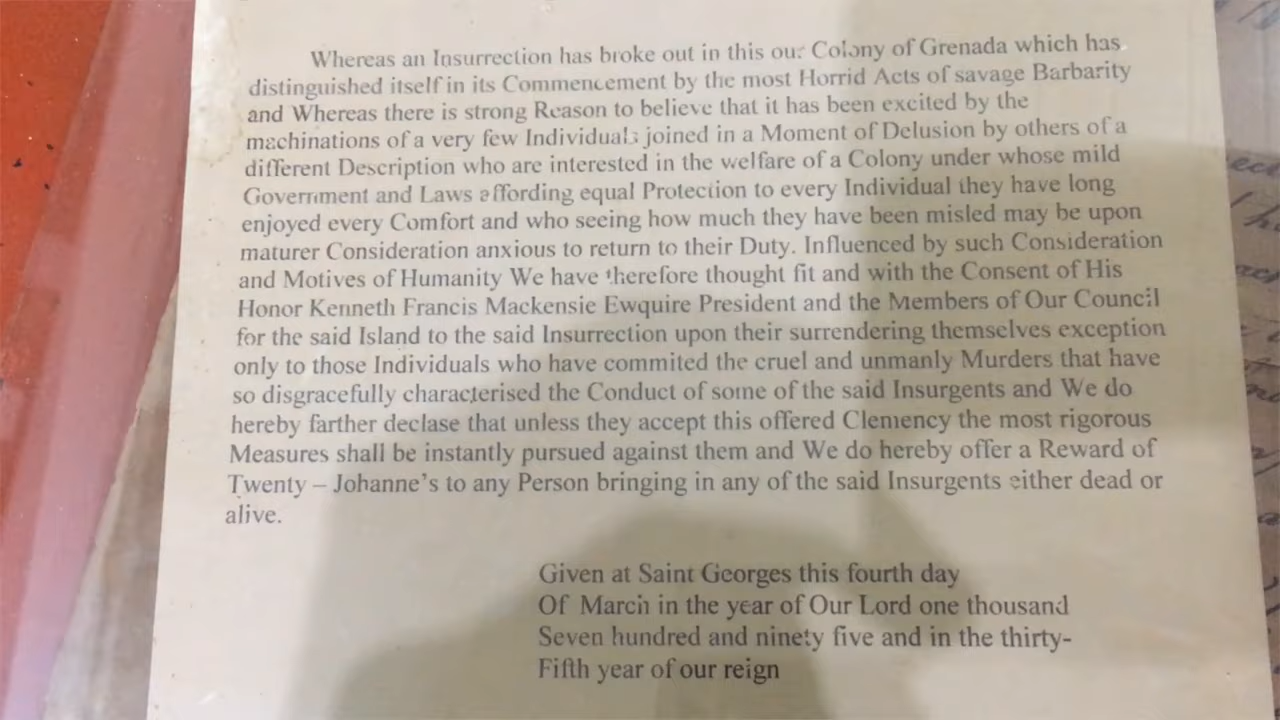 Whereas an Insurrection has broke out in this our Colony of Grenada which has
distinguished itself in its Commencement by the most Horrid Acts of savage Barbarity
and Whereas there is strong Reason to believe that it has been excited by the
machinations of a very few Individuals joined in a Moment of Delusion by others of a
different Description who are interested in the welfare of a Colony under whose mild
Government and Laws affording equal Protection to every Individual they have long
enjoyed every Comfort and who seeing how much they have been misled may be upon
maturer Consideration anxious to return to their Duty. Influenced by such Consideration
and Motives of Humanity We have therefore thought fit and with the Consent of His
Honor Kenneth Francis Mackensie Ewquire President and the Members of Our Council
for the said Island to the said Insurrection upon their surrendering themselves exception
only to those Individuals who have commited the cruel and unmanly Murders that have
so disgracefully characterised the Conduct of some of the said Insurgents and We do
hereby farther declase that unless they accept this offered Clemency the most rigorous
Measures shall be instantly pursued against them and We do hereby offer a Reward of
Twenty – Johanne's to any Person bringing in any of the said Insurgents either dead or
alive.
Given at Saint Georges this fourth day
Of March in the year of Our Lord one thousand
Seven hundred and ninety five and in the thirty-
Fifth year of our reign